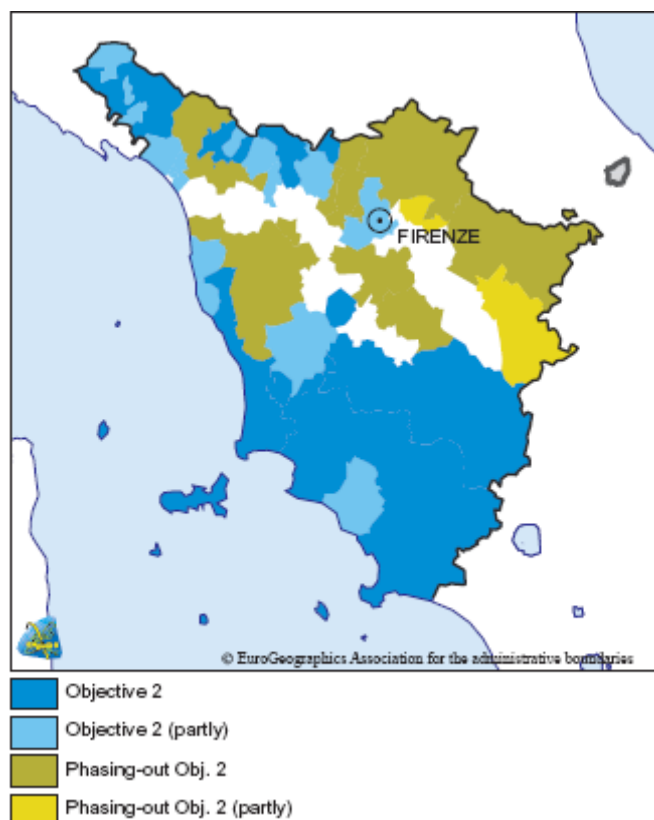 FIRENZE
© EuroGeographics Association for the administrative boundaries
Objective 2
Objective 2 (partly)
Phasing-out Obj. 2
Phasing-out Obj. 2 (partly)